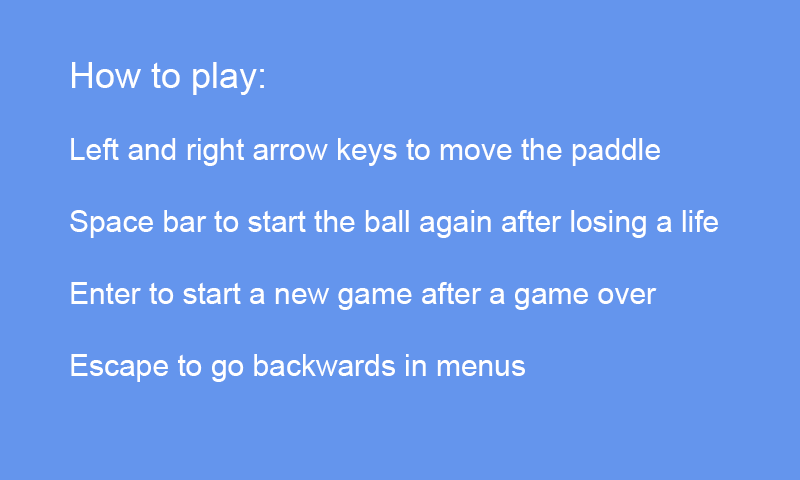 How to play:
Left and right arrow keys to move the paddle
Space bar to start the ball again after losing a life
Enter to start a new game after a game over
Escape to go backwards in menus